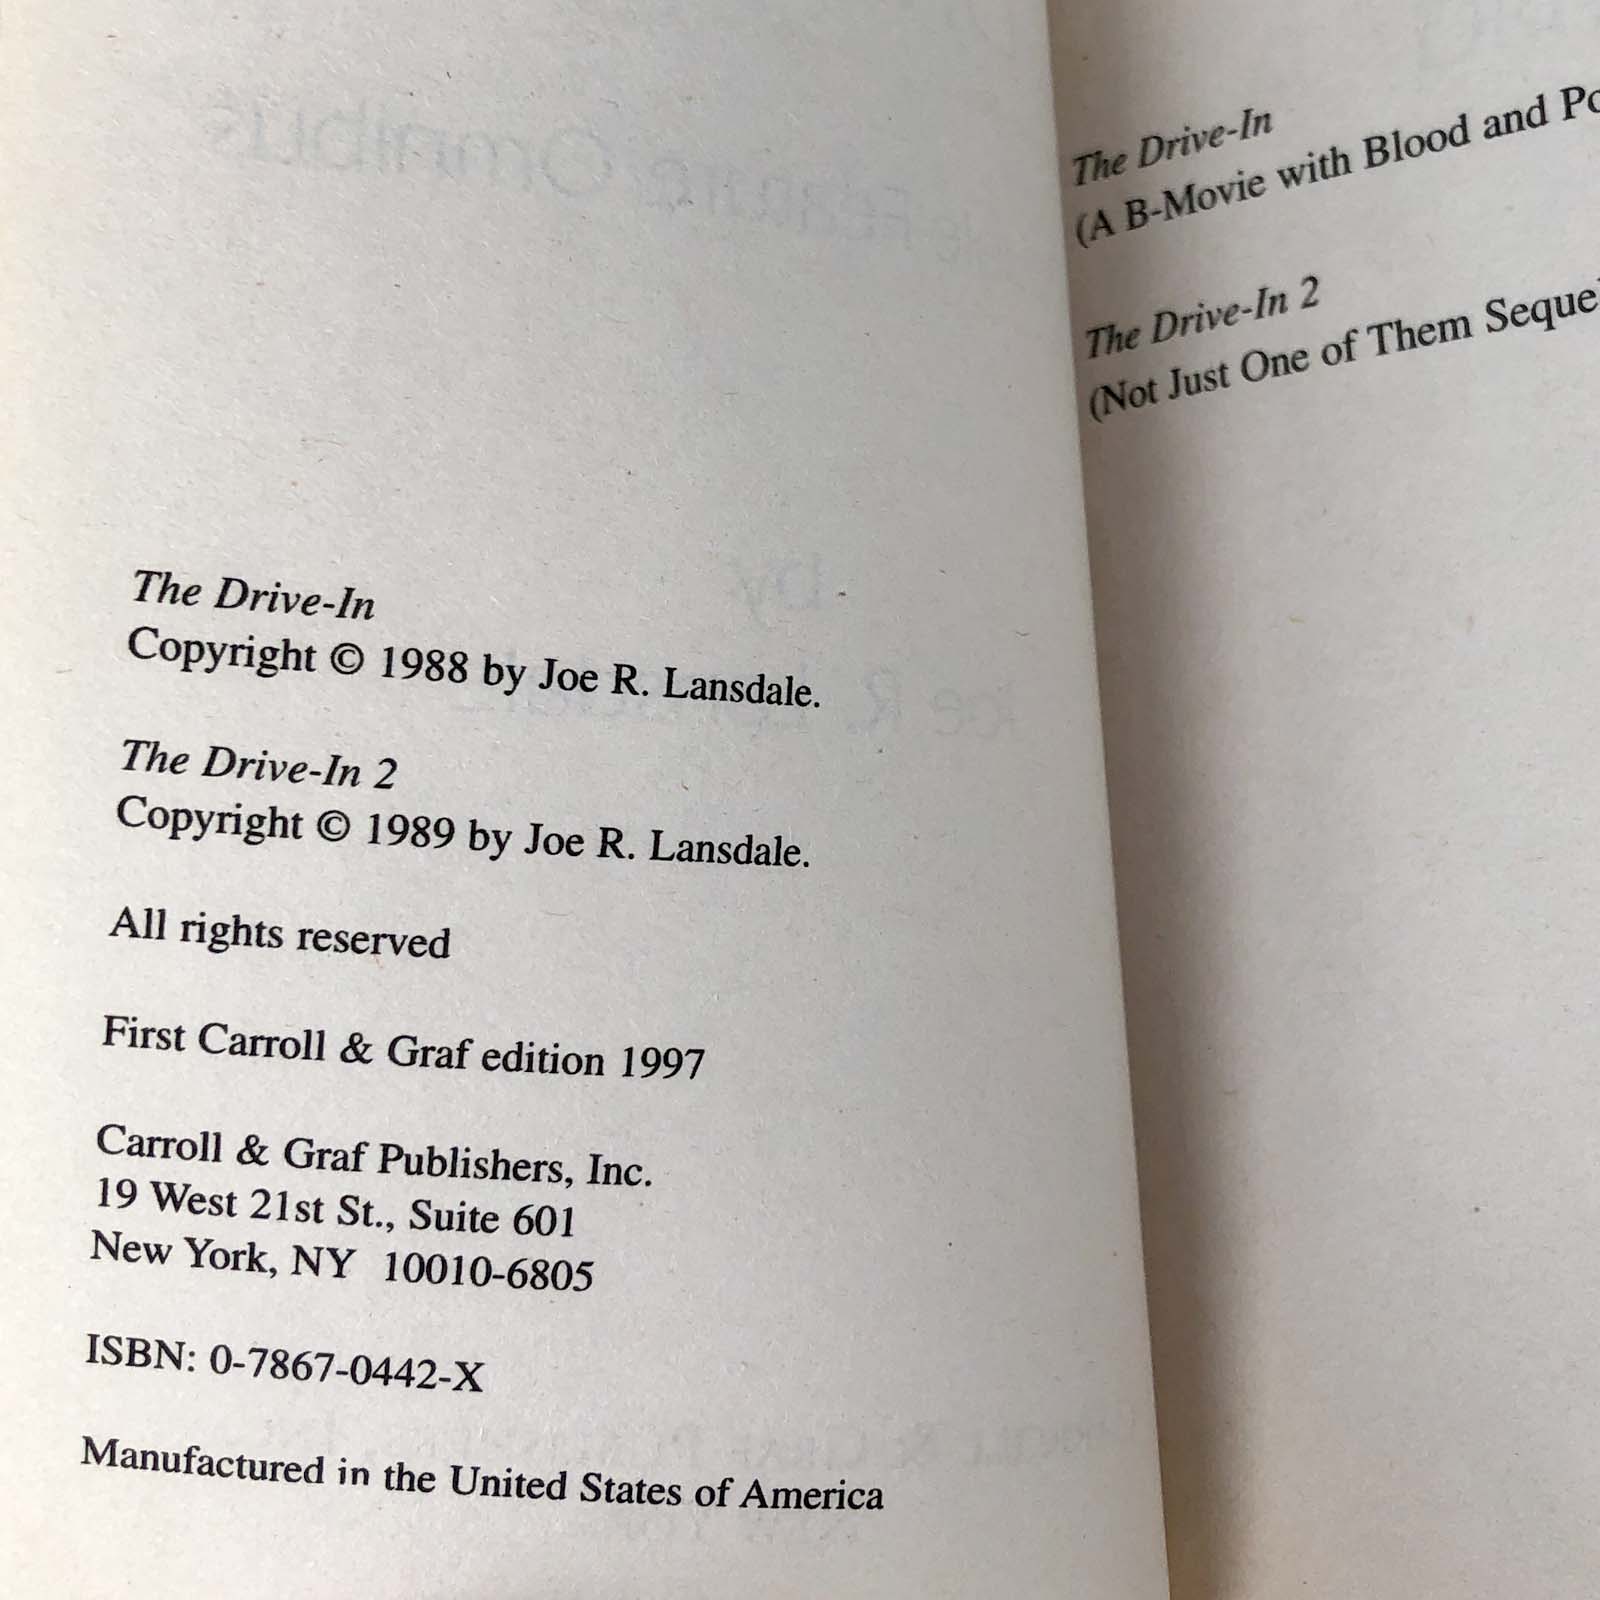 The Drive-In
Copyright © 1988 by Joe R. Lansdale.
The Drive-In 2
Copyright © 1989 by Joe R. Lansdale.
All rights reserved
First Carroll & Graf edition 1997
Carroll & Graf Publishers, Inc.
19 West 21st St., Suite 601
New York, NY 10010-6805
ISBN: 0-7867-0442-X
Manufactured in the United States of America
The Drive-In
(A B-Movie with Blood and
The Drive-In 2
(Not Just One of Them